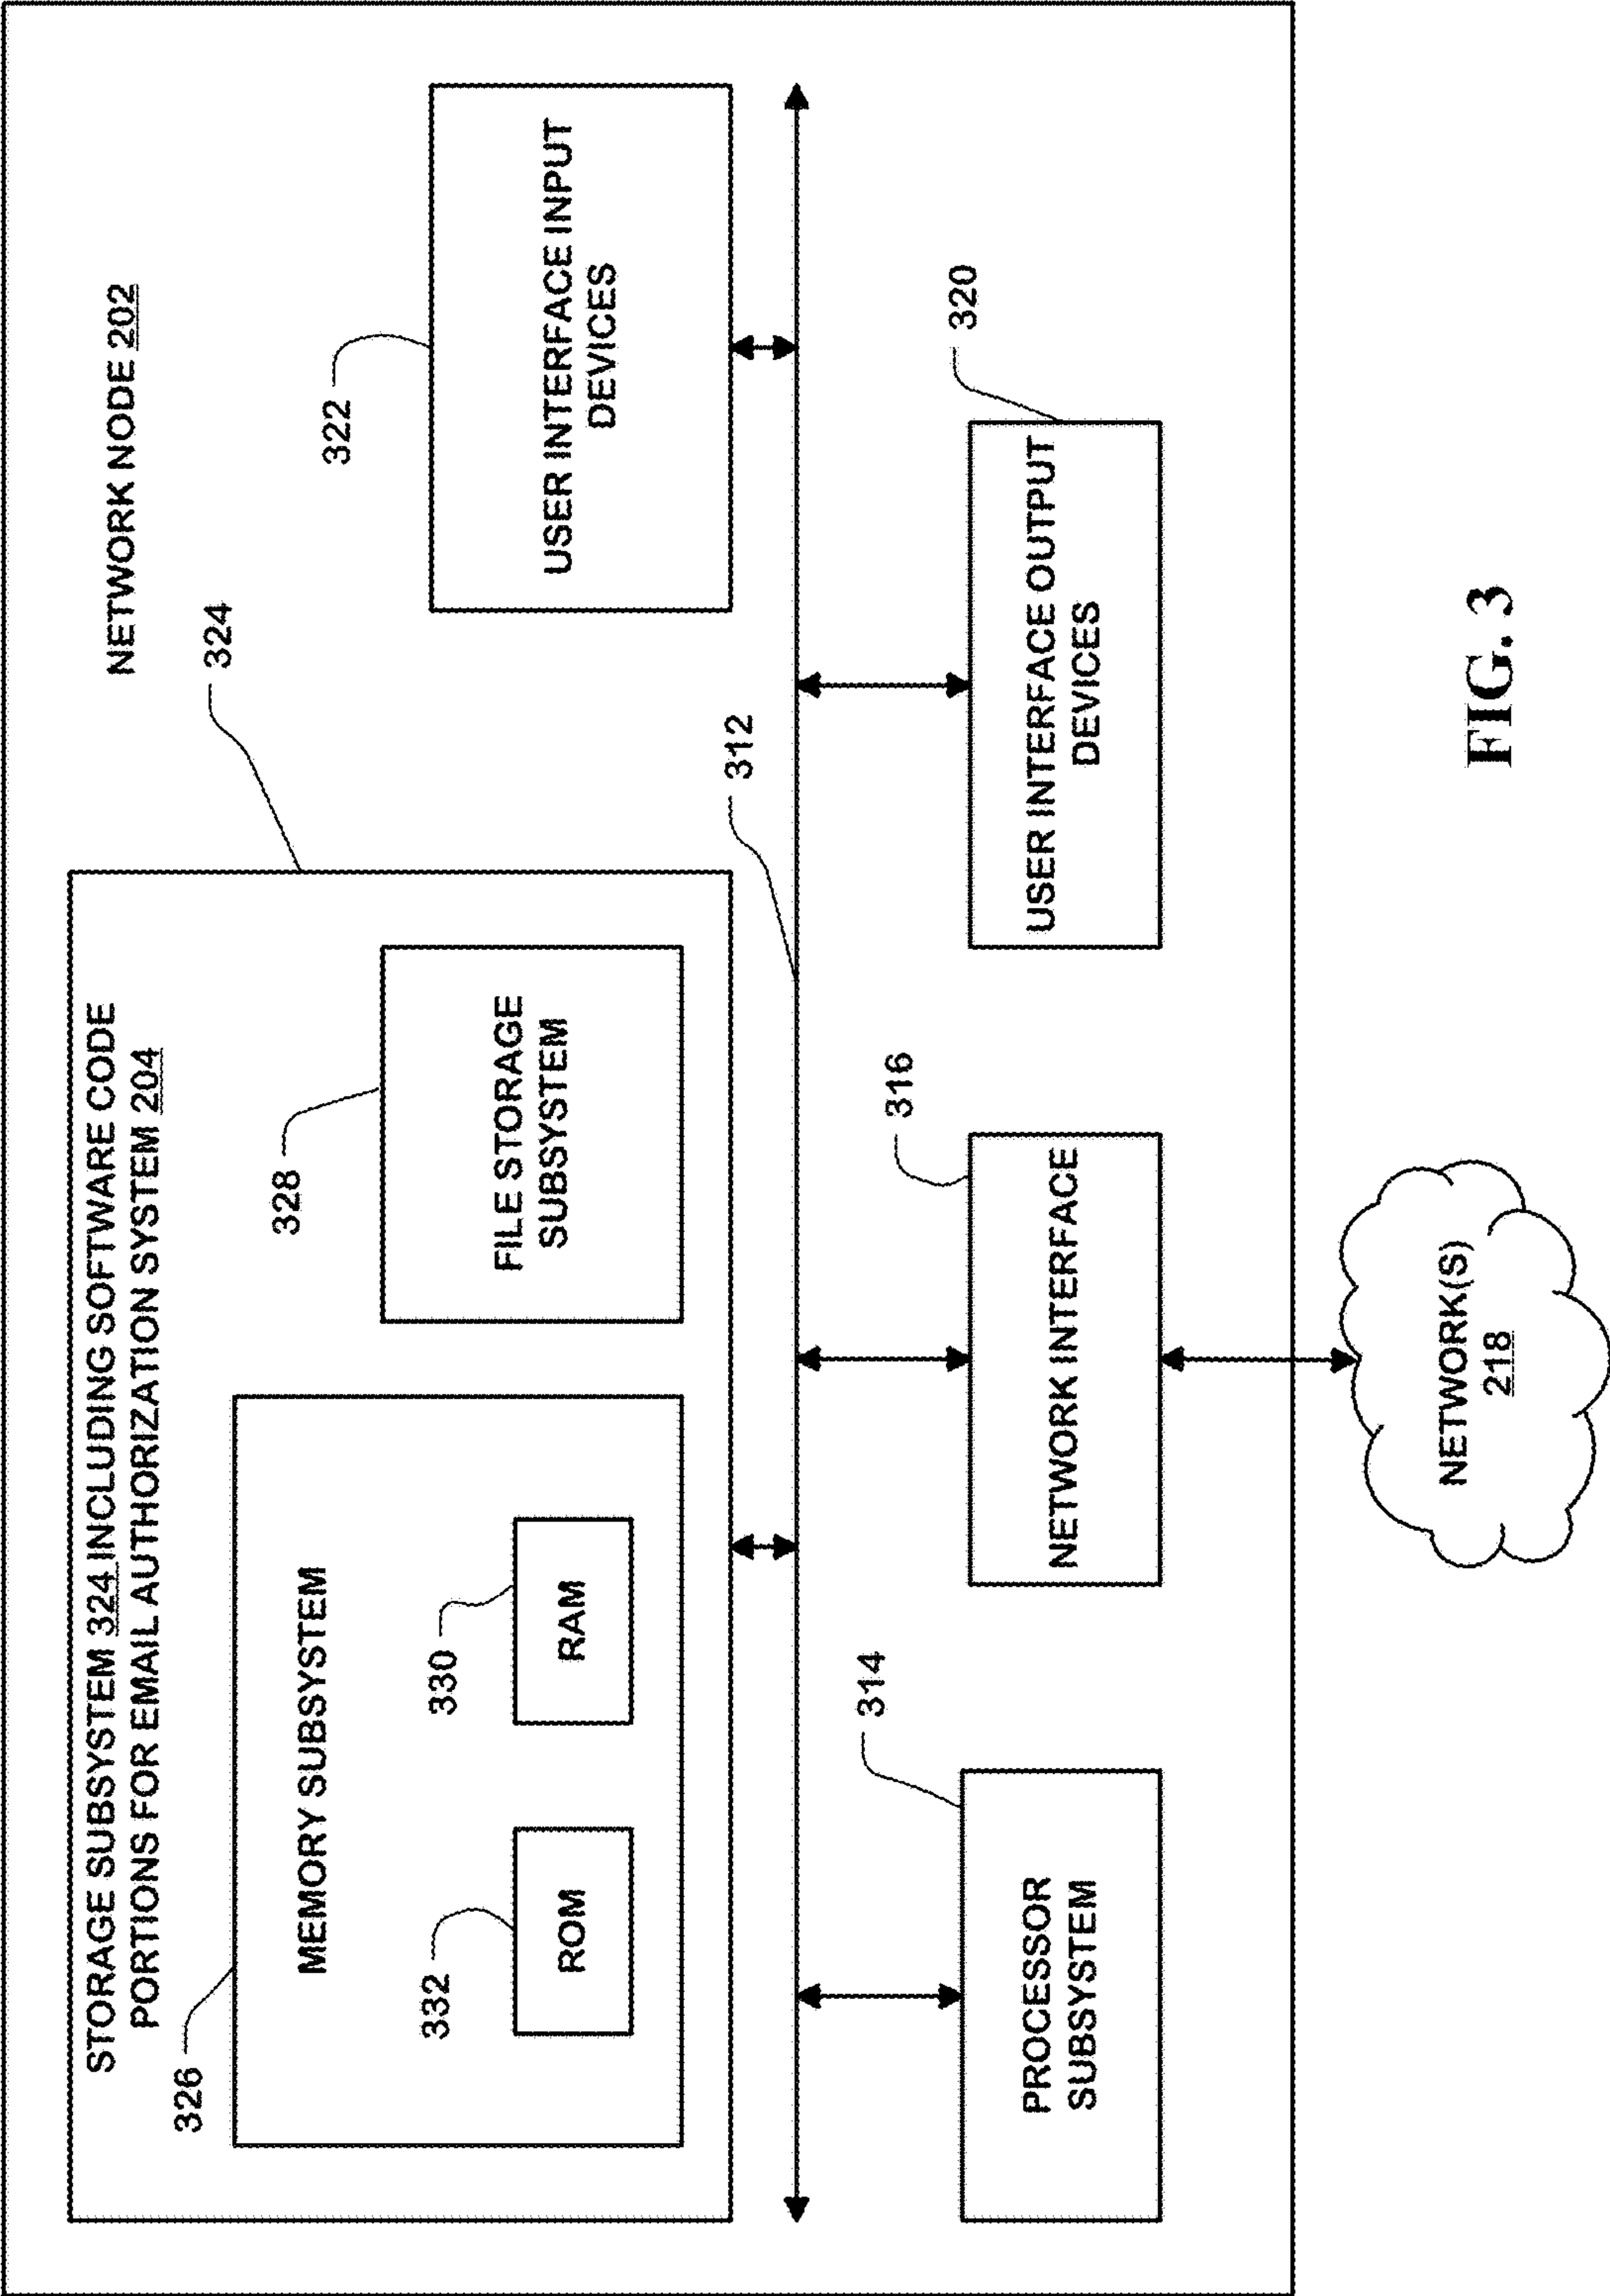 NETWORK NODE 202
324
STORAGE SUBSYSTEM 324 INCLUDING SOFTWARE CODE
PORTIONS FOR EMAIL AUTHORIZATION SYSTEM 204
326
MEMORY SUBSYSTEM
332
ROM
330
RAM
328
FILE STORAGE
SUBSYSTEM
322
USER INTERFACE INPUT
DEVICES
312
314
PROCESSOR
SUBSYSTEM
316
NETWORK INTERFACE
320
USER INTERFACE OUTPUT
DEVICES
NETWORK(S)
218
FIG. 3